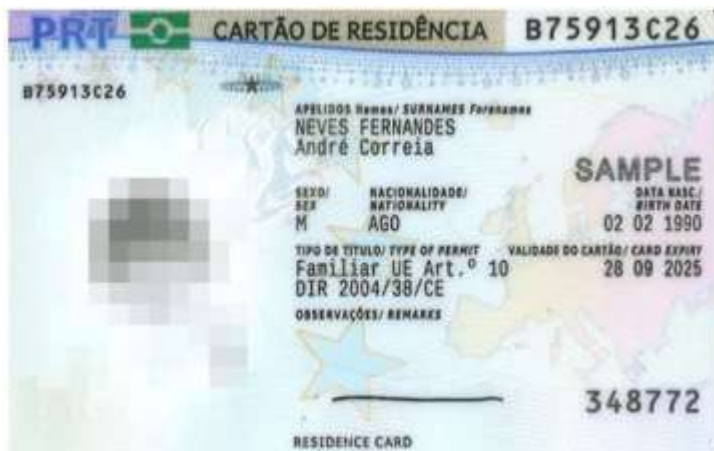 PRT CARTÃO DE RESIDÊNCIA B75913C26
B75913C26
APELIDOS Nomes/ SURNAMES Forenames
NEVES FERNANDES
André Correia
SAMPLE
SEXO/ NACIONALIDADE/ DATA NASC./
SEX NATIONALITY BIRTH DATE
M AGO 02 02 1990
TIPO DE TITULO/ TYPE OF PERMIT VALIDADE DO CARTÃO/ CARD EXPIRY
Familiar UE Art.º 10 28 09 2025
DIR 2004/38/CE
OBSERVAÇÕES/ REMARKS
348772
RESIDENCE CARD